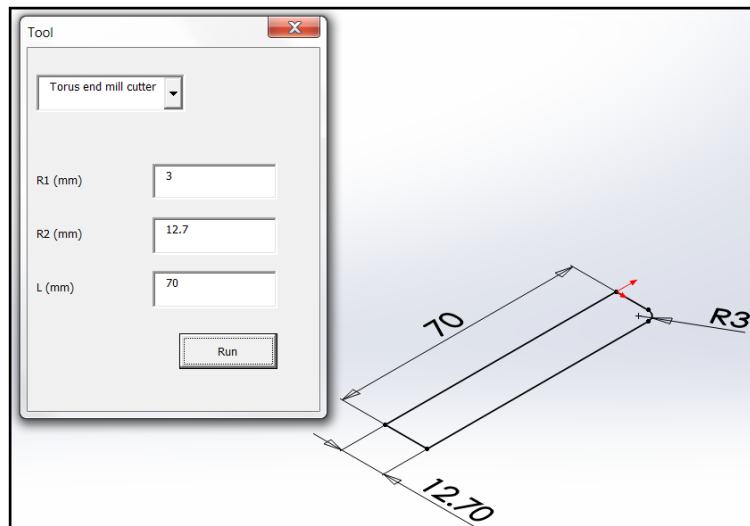 Tool
Torus end mill cutter
R1 (mm)
3
R2 (mm)
12.7
L (mm)
70
Run
70
R3
12.70